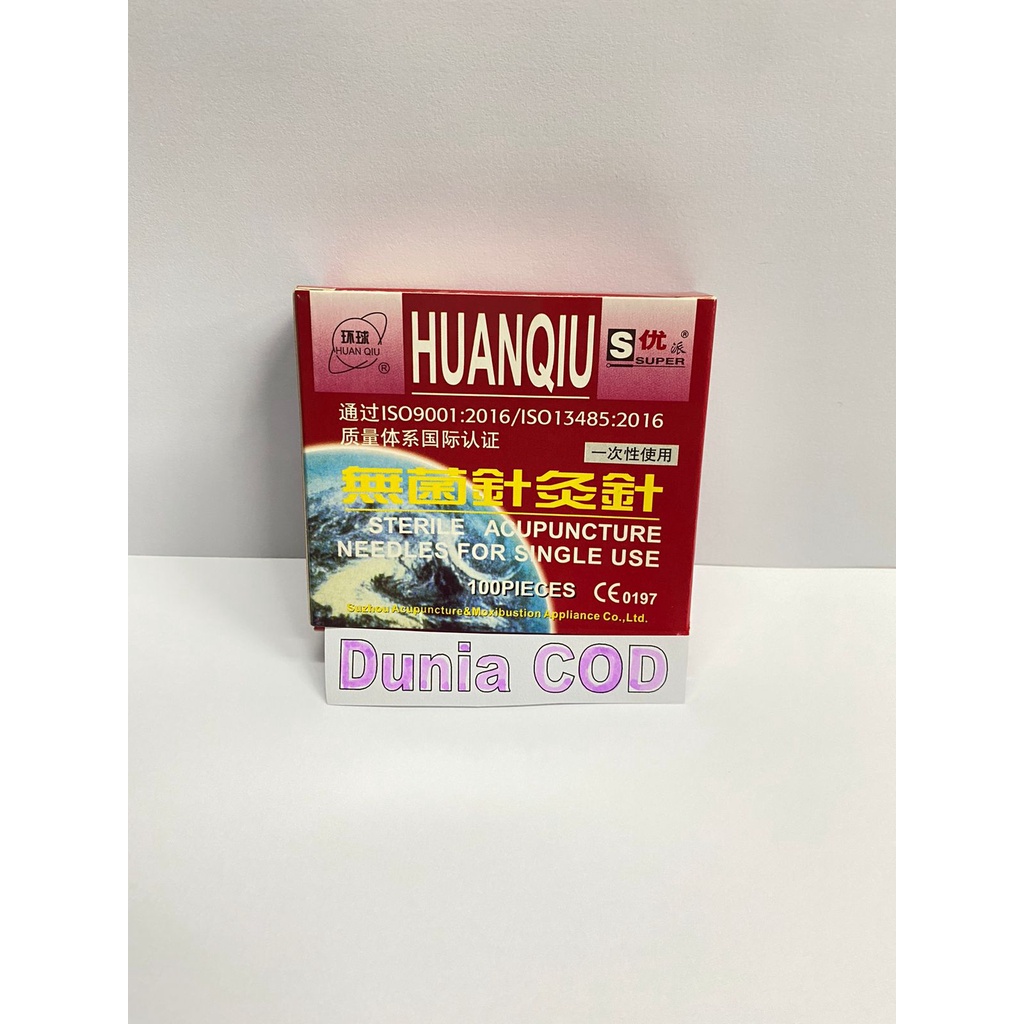 环球
HUAN QIU
®
HUANQIU
S 优派®
SUPER
通过ISO9001:2016/ISO13485:2016
质量体系国际认证
一次性使用
無菌針灸針
STERILE ACUPUNCTURE
NEEDLES FOR SINGLE USE
100PIECES CE 0197
Suzhou Acupuncture&Moxibustion Appliance Co.,Ltd.
Dunia COD